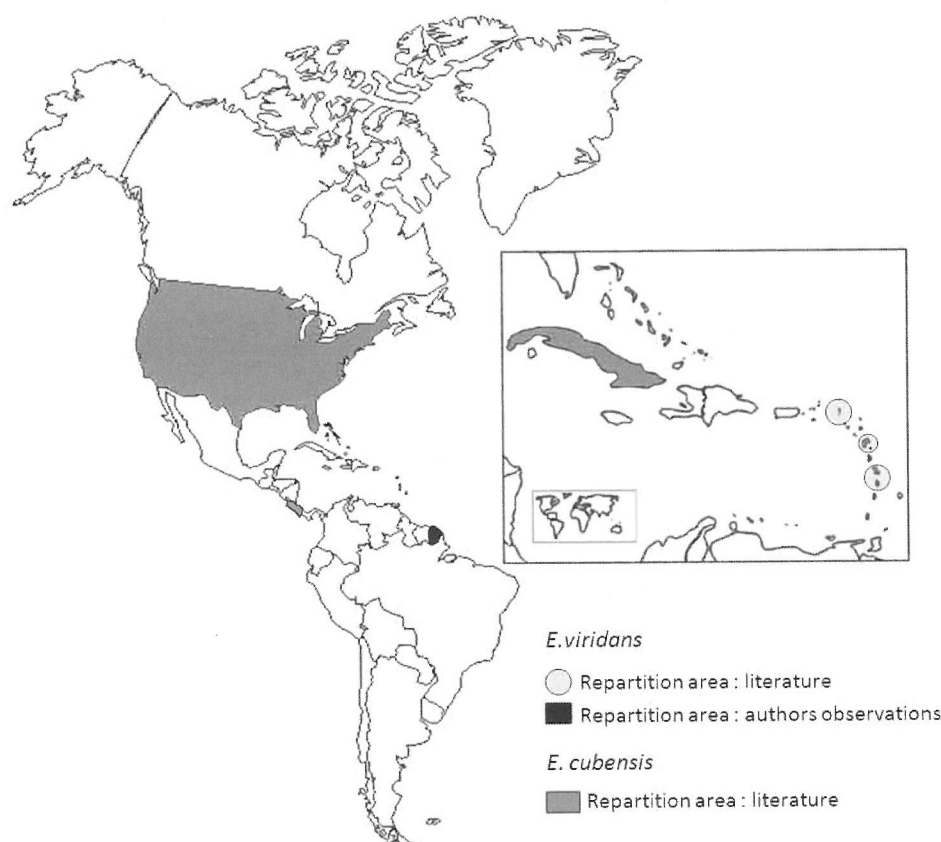 E.viridans
Repartition area : literature
Repartition area : authors observations
E. cubensis
Repartition area : literature